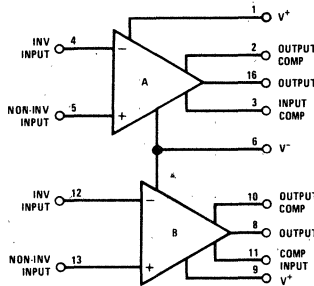 1 V+
INV INPUT 4 −
2 OUTPUT COMP
A
16 OUTPUT
NON-INV INPUT 5 +
3 INPUT COMP
6 V−
INV INPUT 12 −
10 OUTPUT COMP
B
8 OUTPUT
11 COMP INPUT
NON-INV INPUT 13 +
9 V+